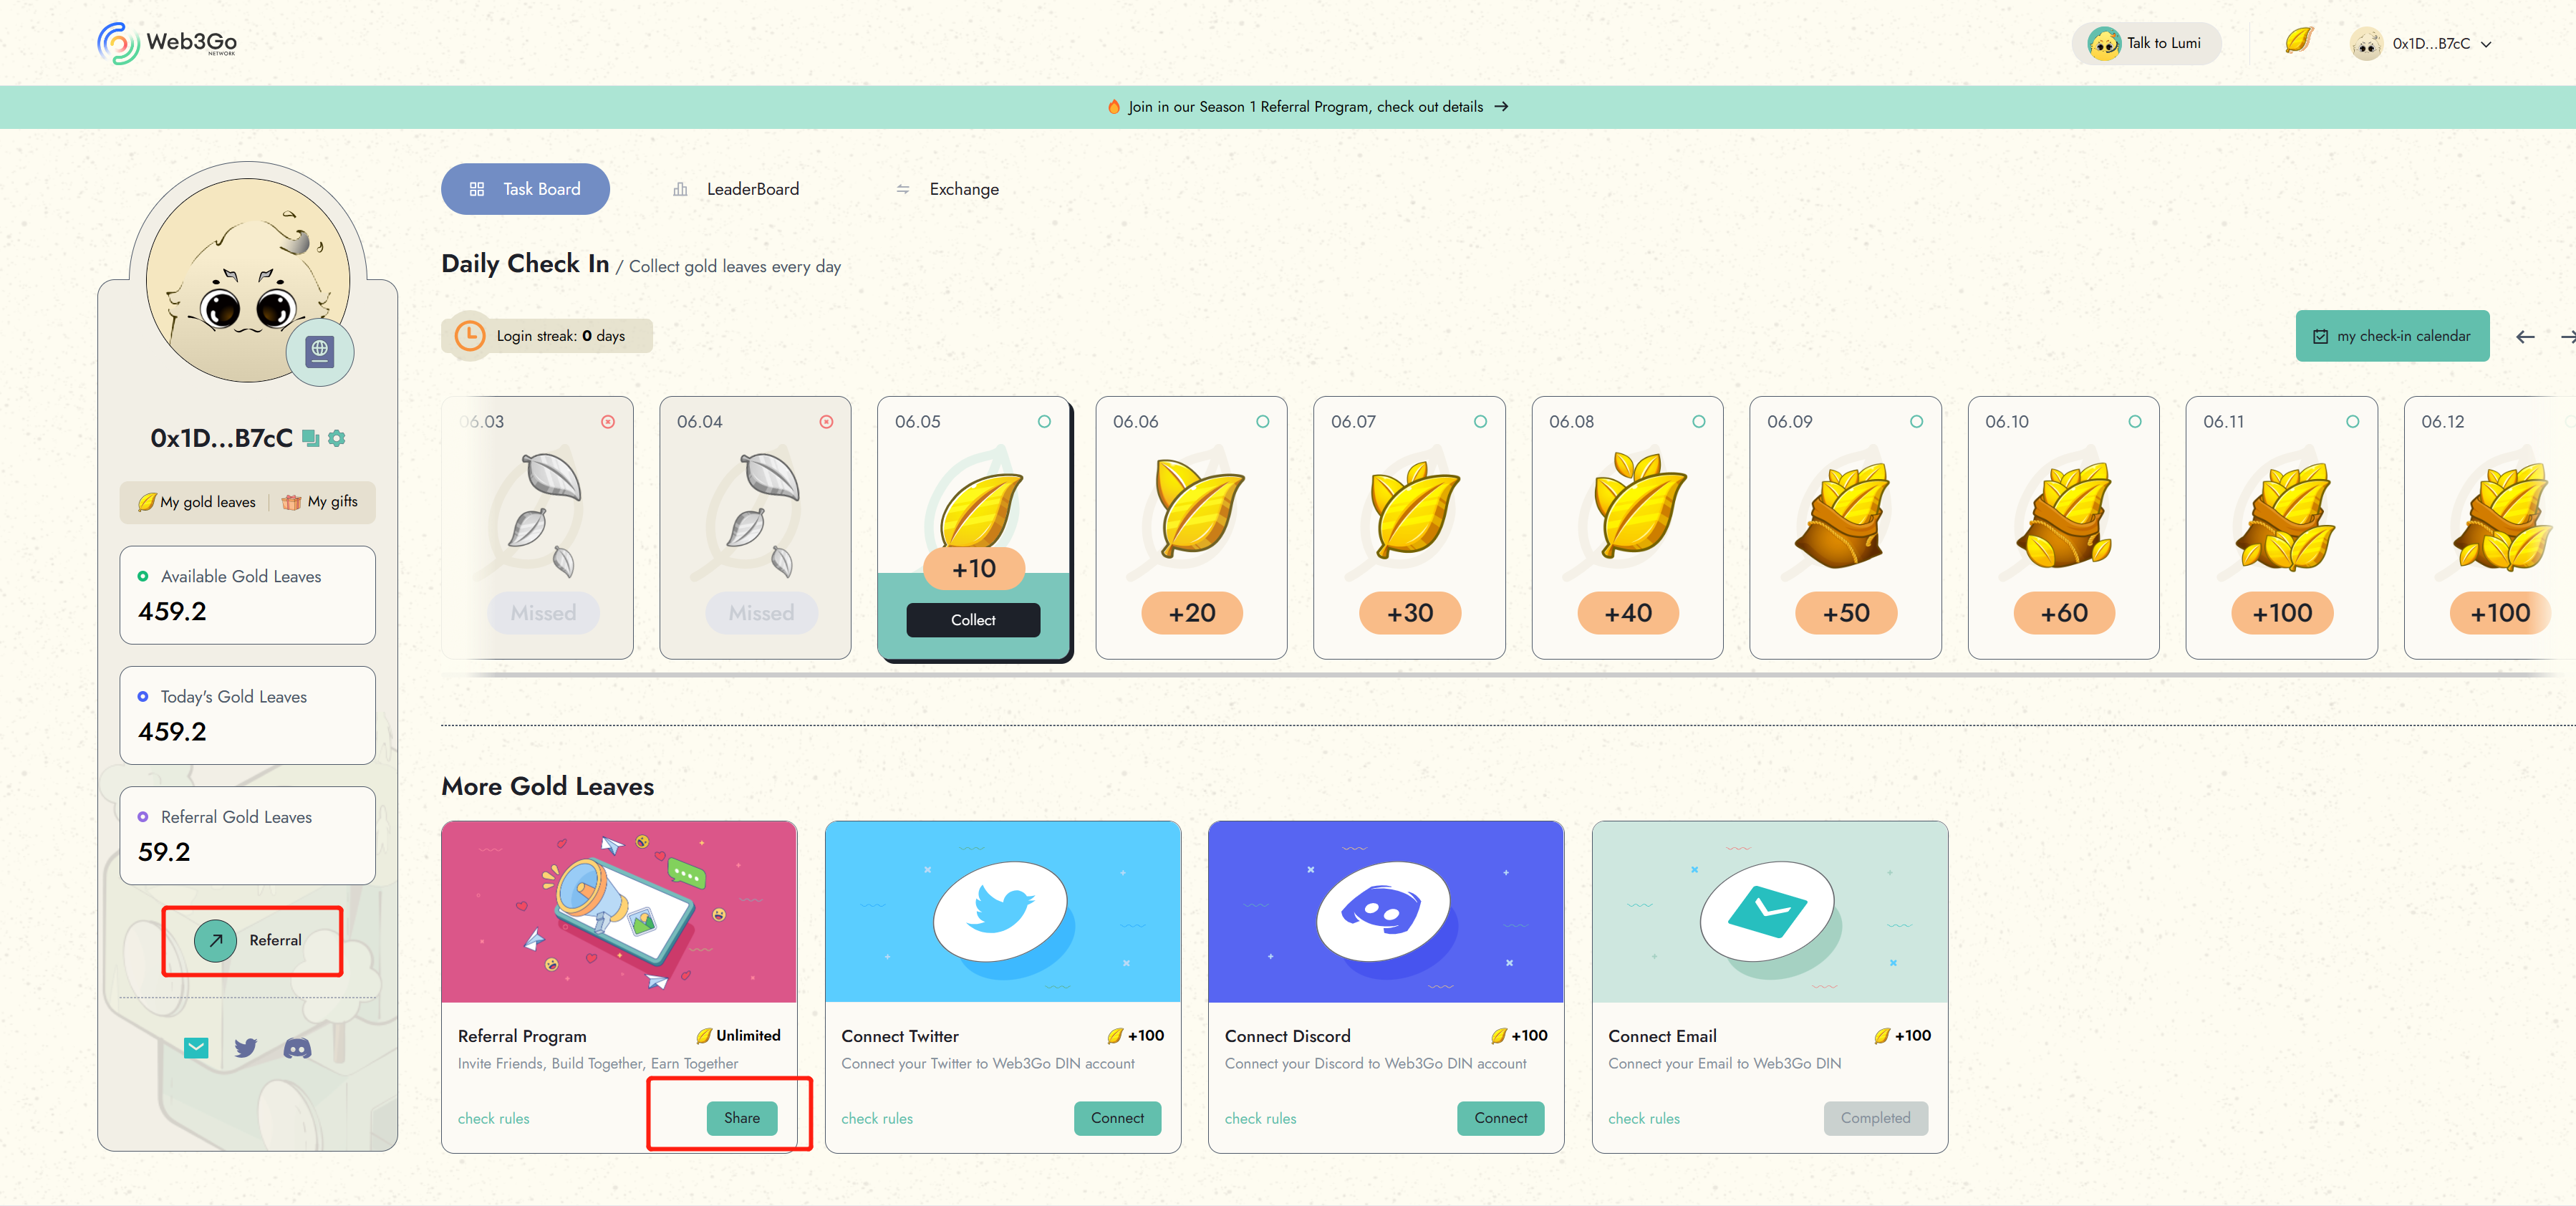 Web3Go
NETWORK
Talk to Lumi
0x1D...B7cC
Join in our Season 1 Referral Program, check out details
Task Board
LeaderBoard
Exchange
Daily Check In / Collect gold leaves every day
Login streak: 0 days
my check-in calendar
0x1D...B7cC
My gold leaves
My gifts
Available Gold Leaves
459.2
Today's Gold Leaves
459.2
Referral Gold Leaves
59.2
Referral
06.03
Missed
06.04
Missed
06.05
+10
Collect
06.06
+20
06.07
+30
06.08
+40
06.09
+50
06.10
+60
06.11
+100
06.12
+100
More Gold Leaves
Referral Program
Unlimited
Invite Friends, Build Together, Earn Together
check rules
Share
Connect Twitter
+100
Connect your Twitter to Web3Go DIN account
check rules
Connect
Connect Discord
+100
Connect your Discord to Web3Go DIN account
check rules
Connect
Connect Email
+100
Connect your Email to Web3Go DIN
check rules
Completed